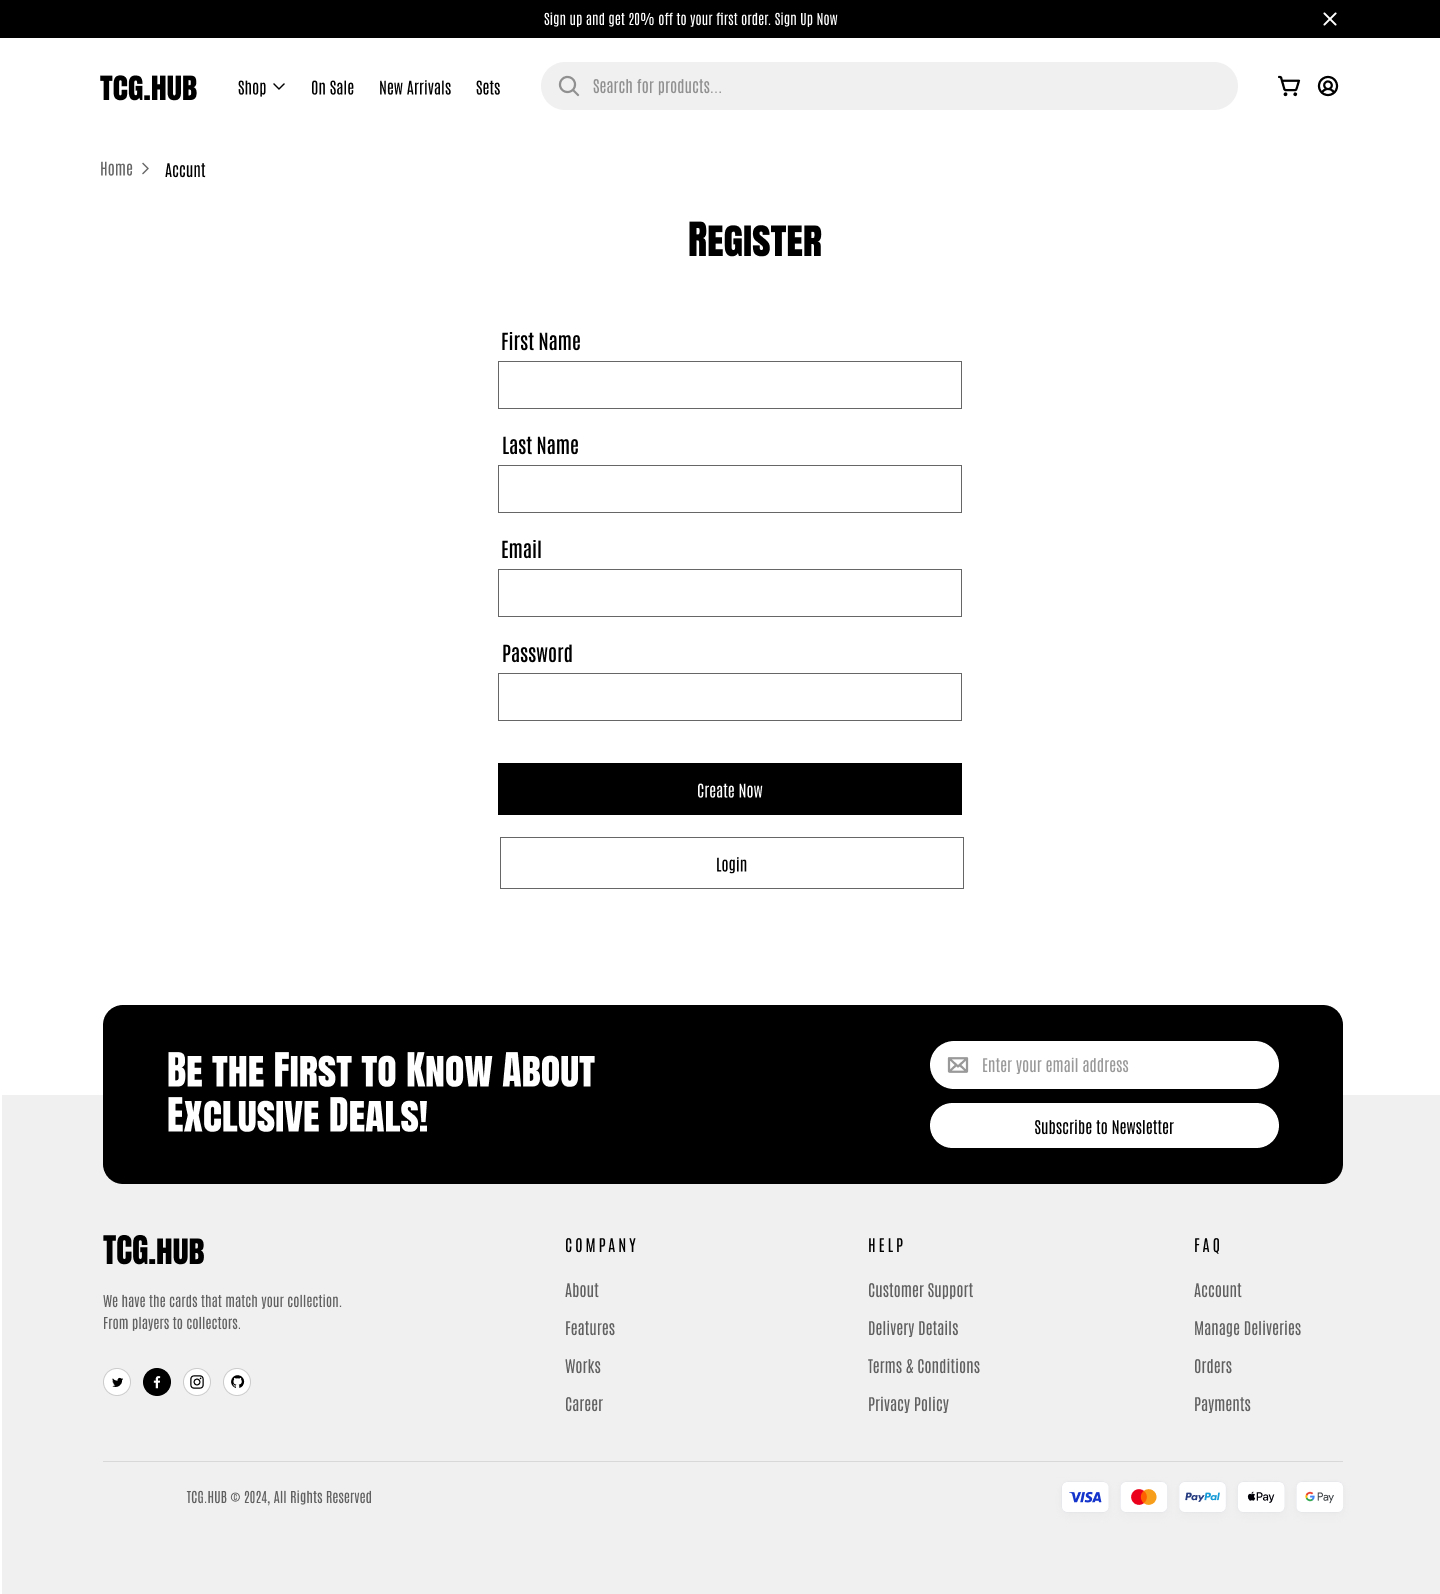 Sign up and get 20% off to your first order. Sign Up Now
TCG.HUB
Shop
On Sale
New Arrivals
Sets
Search for products...
Home
Accunt
Register
First Name
Last Name
Email
Password
Create Now
Login
Be the First to Know About
Exclusive Deals!
Enter your email address
Subscribe to Newsletter
TCG.HUB
We have the cards that match your collection.
From players to collectors.
COMPANY
About
Features
Works
Career
HELP
Customer Support
Delivery Details
Terms & Conditions
Privacy Policy
FAQ
Account
Manage Deliveries
Orders
Payments
TCG.HUB © 2024, All Rights Reserved
VISA
PayPal
Pay
G Pay